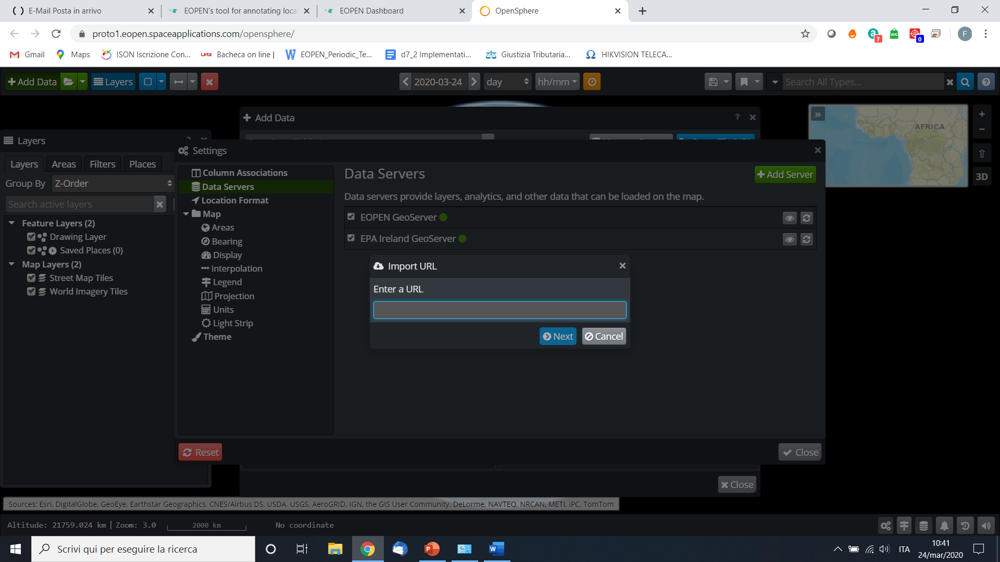 E-Mail Posta in arrivo
EOPEN's tool for annotating loca
EOPEN Dashboard
OpenSphere
proto1.eopen.spaceapplications.com/opensphere/
7
AVG
0
F
Gmail
Maps
ISON Iscrizione Con...
Bacheca on line |
EOPEN_Periodic_Te...
d7_2 Implementati...
Giustizia Tributaria...
HIKVISION TELECA...
Add Data
Layers
2020-03-24
day
hh/mm
Search All Types...
Add Data
AFRICA
3D
Layers
Layers
Areas
Filters
Places
Group By
Z-Order
Search active layers
Feature Layers (2)
Drawing Layer
Saved Places (0)
Map Layers (2)
Street Map Tiles
World Imagery Tiles
Settings
Column Associations
Data Servers
Location Format
Map
Areas
Bearing
Display
Interpolation
Legend
Projection
Units
Light Strip
Theme
Data Servers
Add Server
Data servers provide layers, analytics, and other data that can be loaded on the map.
EOPEN GeoServer
EPA Ireland GeoServer
Import URL
Enter a URL
Next
Cancel
Reset
Close
Close
Sources: Esri, DigitalGlobe, GeoEye, Earthstar Geographics, CNES/Airbus DS, USDA, USGS, AeroGRID, IGN, the GIS User Community, DeLorme, NAVTEQ, NRCAN, METI, iPC, TomTom
Altitude: 21759.024 km | Zoom: 3.0
2000 km
No coordinate
Scrivi qui per eseguire la ricerca
ITA
10:41
24/mar/2020